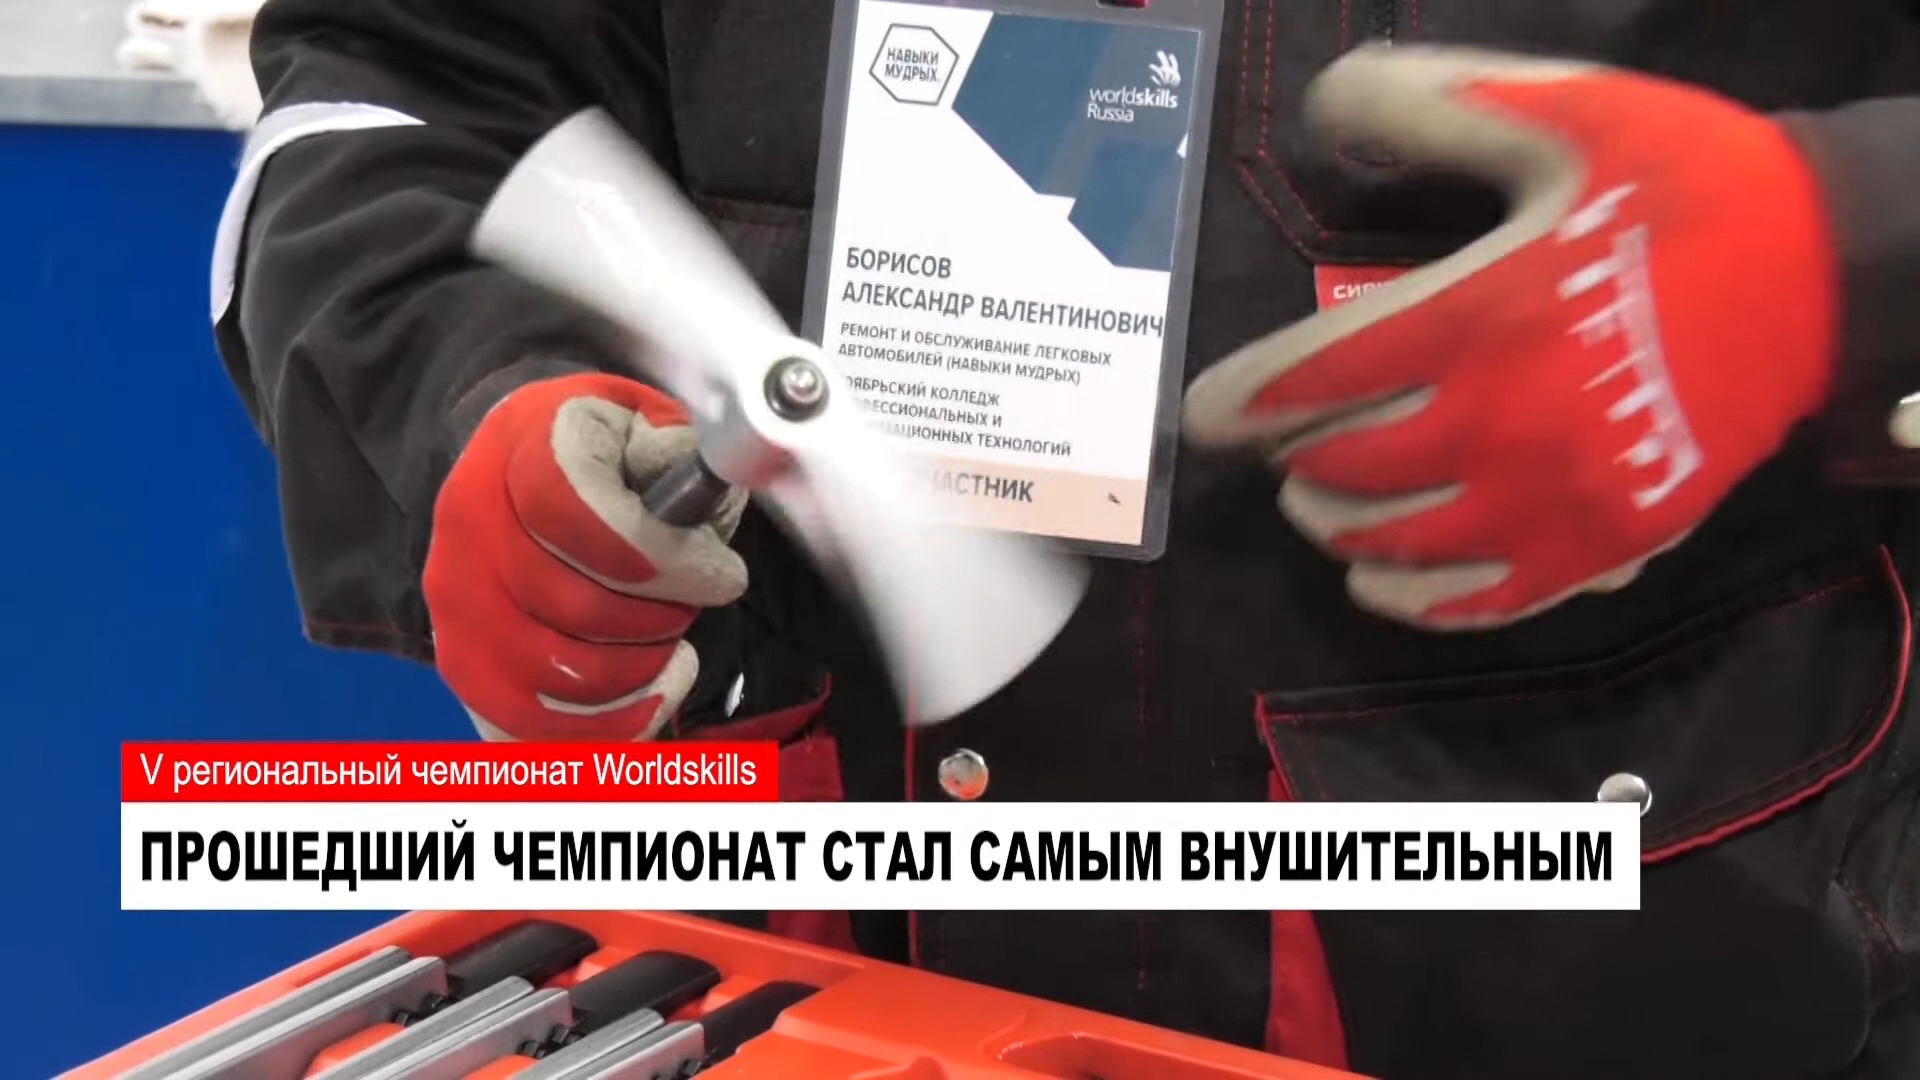 НАВЫКИ
МУДРЫХ
worldskills
Russia
БОРИСОВ
АЛЕКСАНДР ВАЛЕНТИНОВИЧ
РЕМОНТ И ОБСЛУЖИВАНИЕ ЛЕГКОВЫХ
АВТОМОБИЛЕЙ (НАВЫКИ МУДРЫХ)
КОЛЛЕДЖ
И
ТЕХНОЛОГИЙ
V региональный чемпионат Worldskills
ПРОШЕДШИЙ ЧЕМПИОНАТ СТАЛ САМЫМ ВНУШИТЕЛЬНЫМ